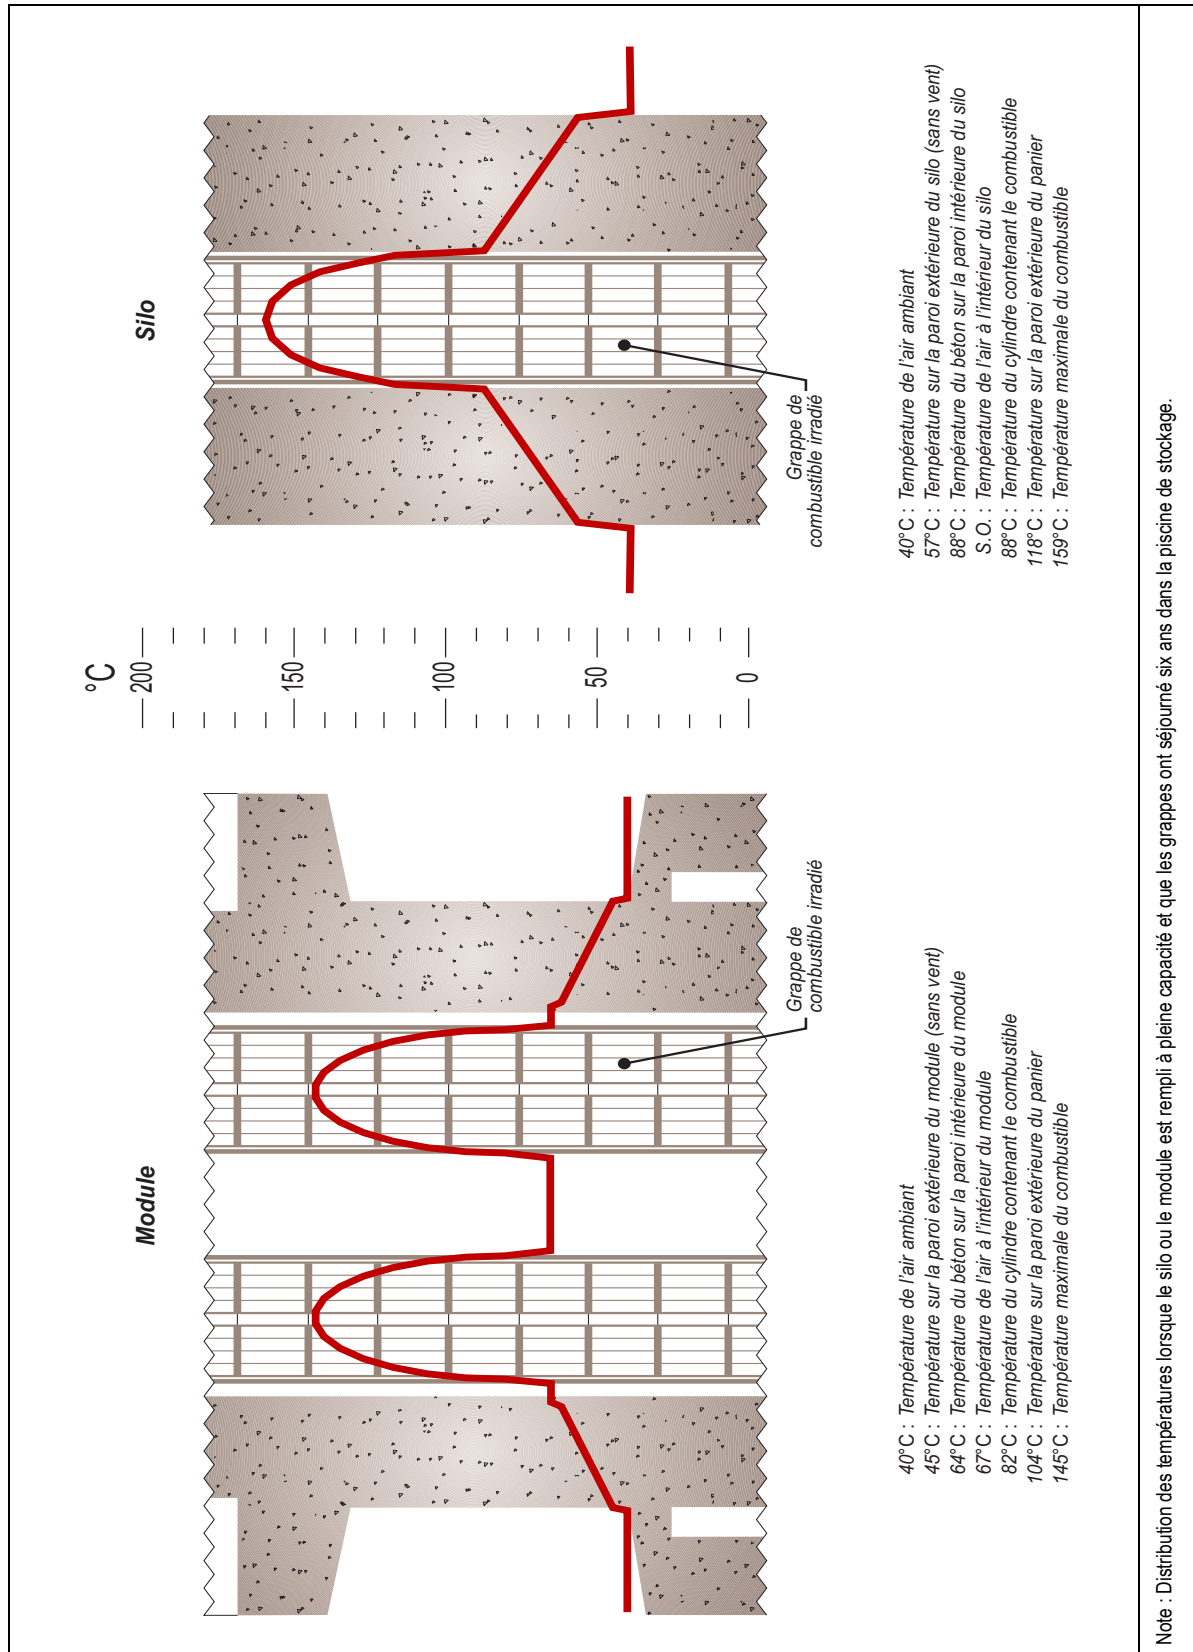 Module
Grappe de
combustible irradié
40°C : Température de l'air ambiant
45°C : Température sur la paroi extérieure du module (sans vent)
64°C : Température du béton sur la paroi intérieure du module
67°C : Température de l'air à l'intérieur du module
82°C : Température du cylindre contenant le combustible
104°C : Température sur la paroi extérieure du panier
145°C : Température maximale du combustible
°C
200
150
100
50
0
Silo
Grappe de
combustible irradié
40°C : Température de l'air ambiant
57°C : Température sur la paroi extérieure du silo (sans vent)
88°C : Température du béton sur la paroi intérieure du silo
S.O. : Température de l'air à l'intérieur du silo
88°C : Température du cylindre contenant le combustible
118°C : Température sur la paroi extérieure du panier
159°C : Température maximale du combustible
Note : Distribution des températures lorsque le silo ou le module est rempli à pleine capacité et que les grappes ont séjourné six ans dans la piscine de stockage.